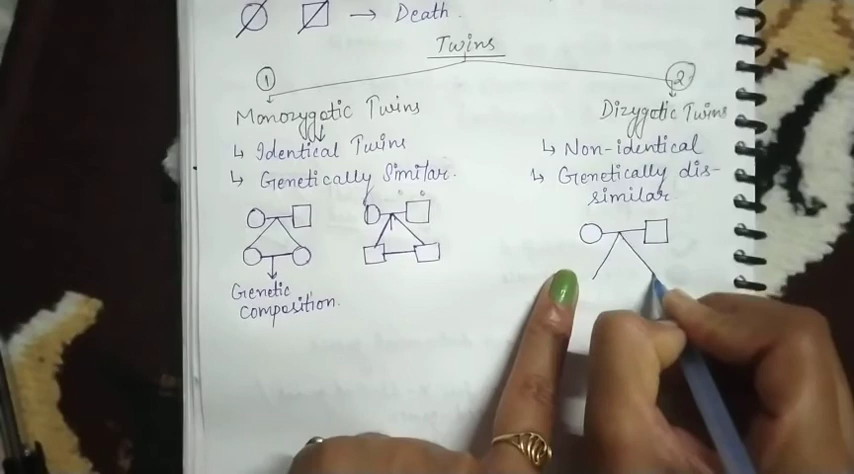 → Death.
Twins
① ②
Monozygotic Twins
↳ Identical Twins
↳ Genetically Similar.
Genetic
composition.
Dizygotic Twins
↳ Non-identical
↳ Genetically dis-
similar.